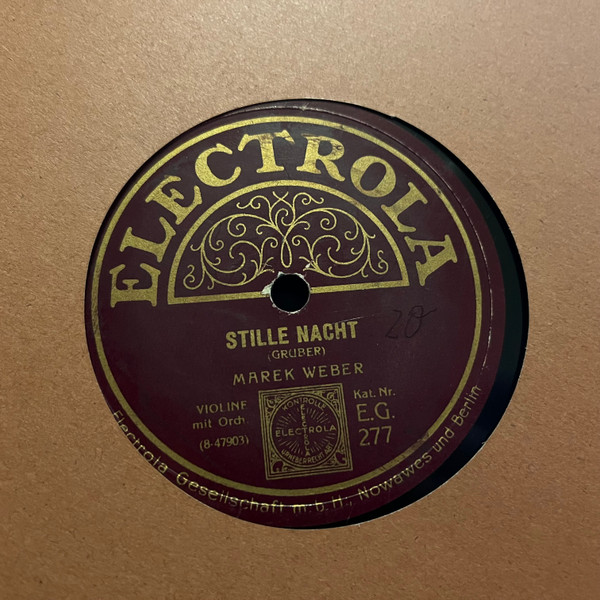 ELECTROLA
STILLE NACHT
(GRUBER)
20
MAREK WEBER
VIOLINE
mit Orch
(8-47903)
KONTROLLE
ELECTROLA
URHEBERRECHT
Kat. Nr.
E.G.
277
Electrola Gesellschaft m.b.H., Nowawes und Berlin